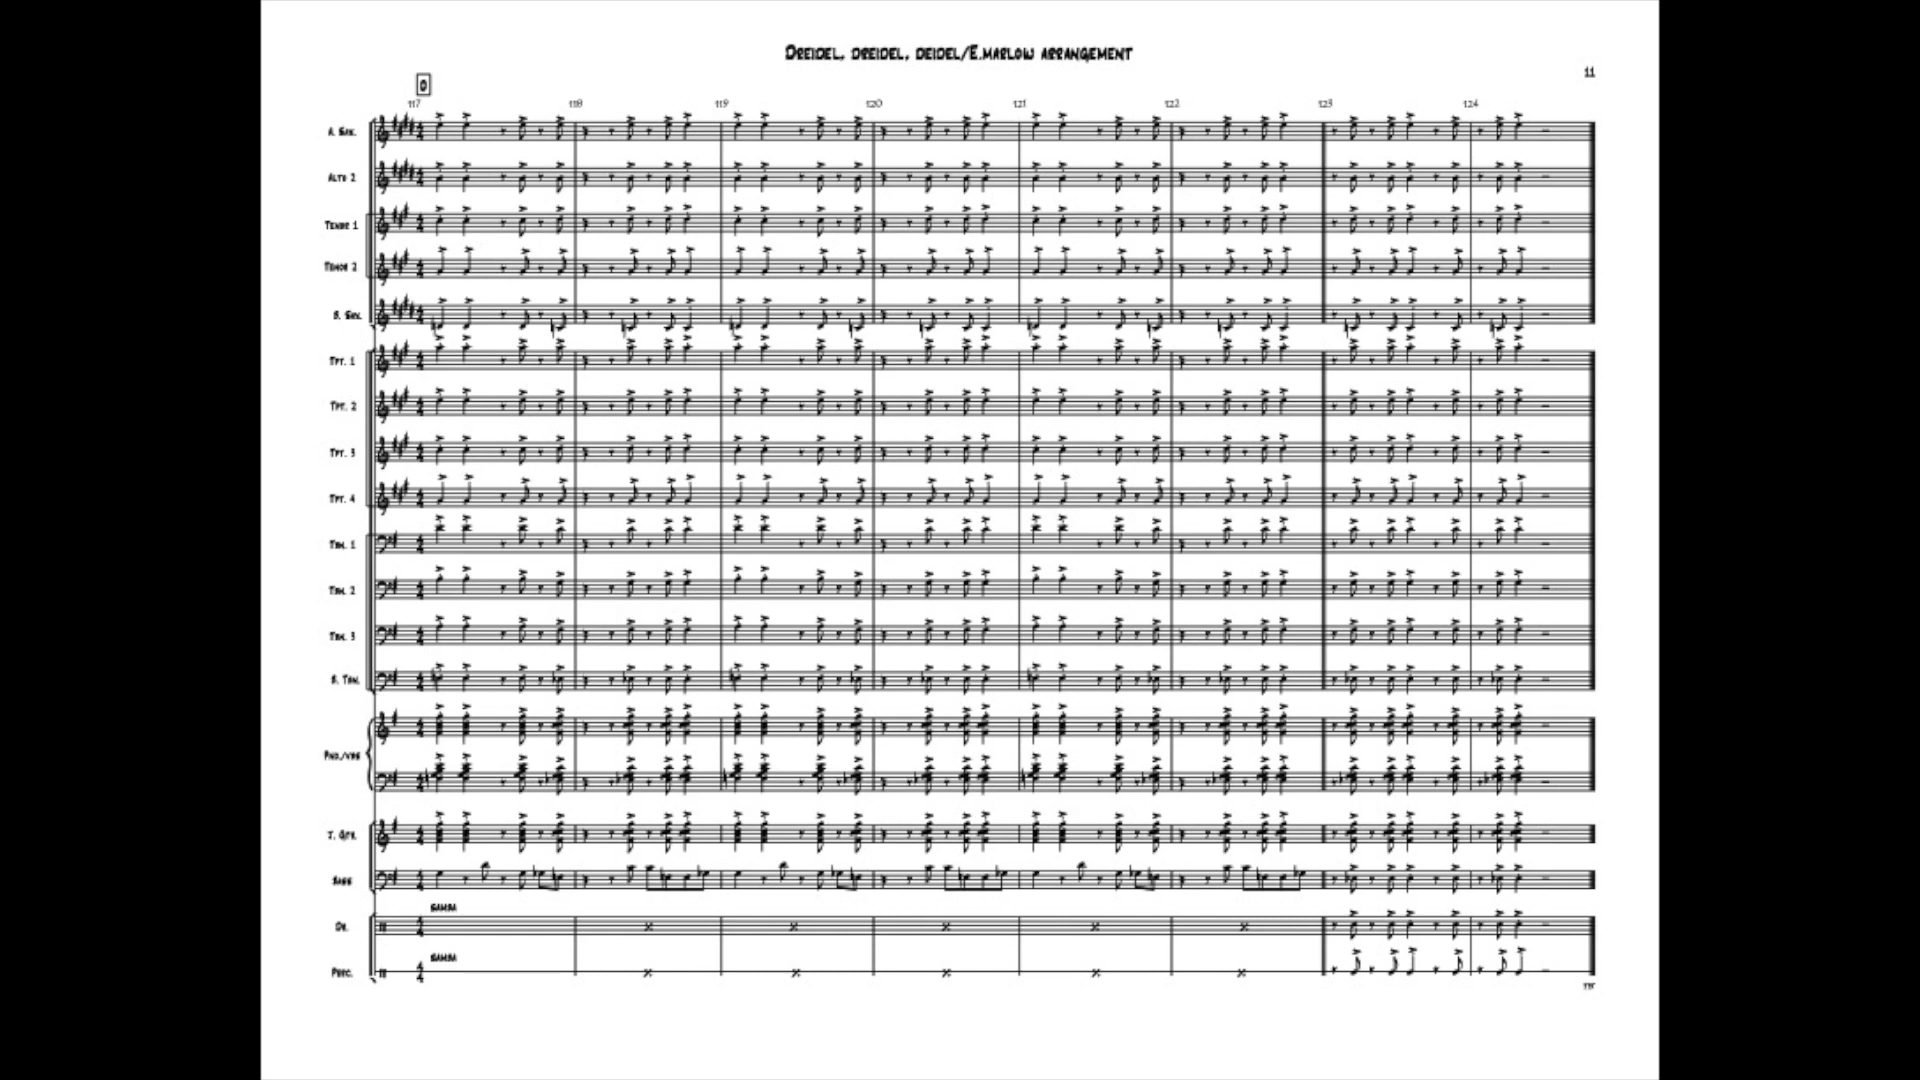 DREIDEL, DREIDEL, DEIDEL/E.MARLOW ARRANGEMENT
11
O
117 118 119 120 121 122 123 124
A. SAX.
ALTO 2
TENOR 1
TENOR 2
B. SAX.
TPT. 1
TPT. 2
TPT. 3
TPT. 4
TBN. 1
TBN. 2
TBN. 3
B. TBN.
PNO./VBS
J. GTR.
BASS
SAMBA
DR.
SAMBA
PERC.